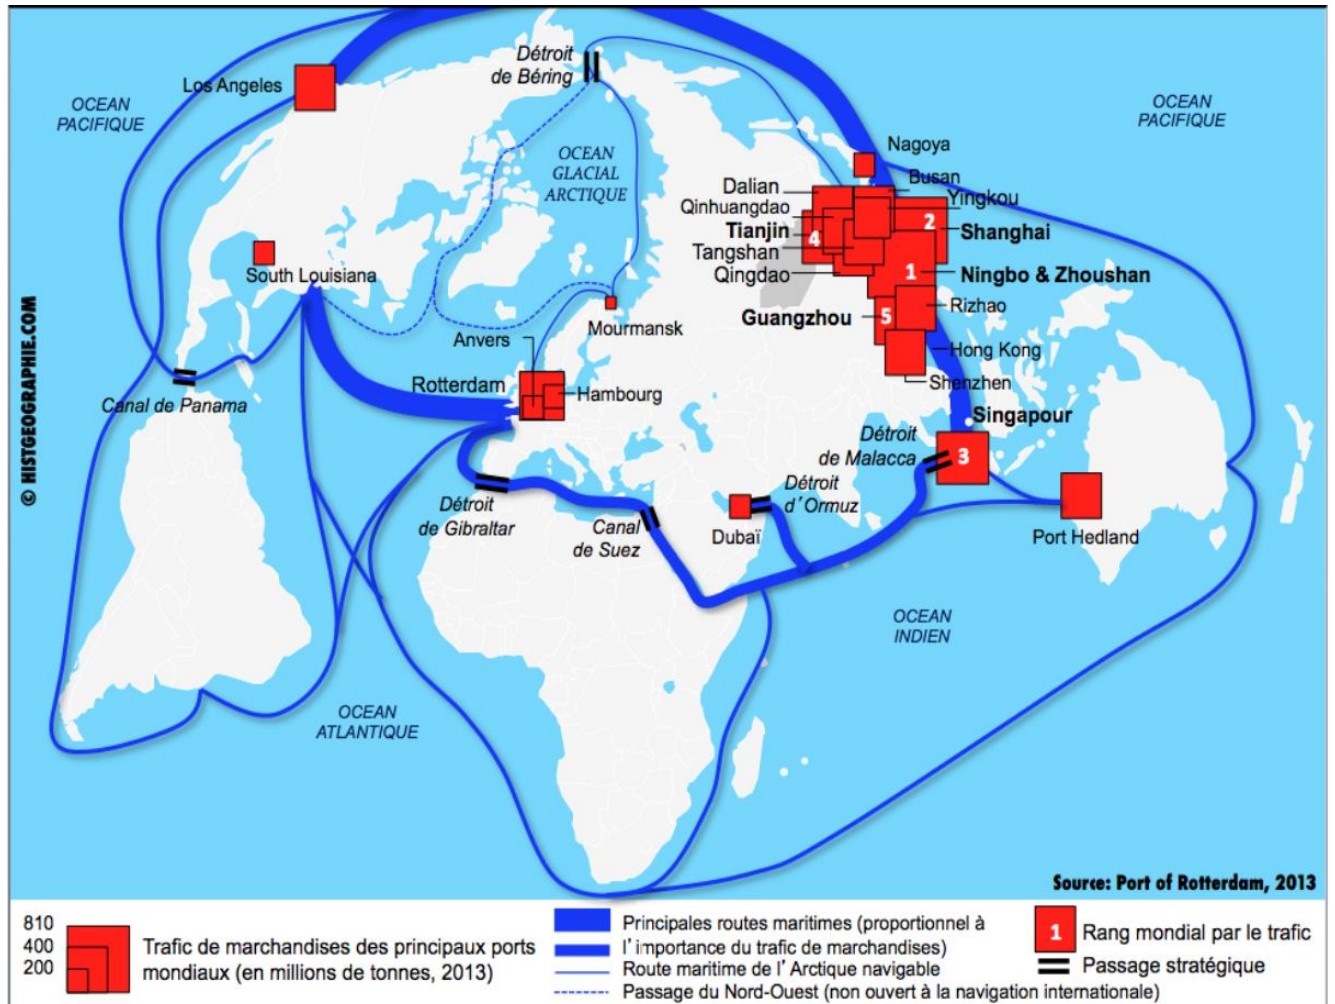 Détroit
de Béring
Los Angeles
OCEAN
PACIFIQUE
OCEAN
PACIFIQUE
OCEAN
GLACIAL
ARCTIQUE
Nagoya
Busan
Dalian
Yingkou
Qinhuangdao
Tianjin
4
2
Shanghai
Tangshan
Qingdao
1
Ningbo & Zhoushan
South Louisiana
Mourmansk
Guangzhou
5
Rizhao
Hong Kong
Shenzhen
Anvers
Rotterdam
Hambourg
Canal de Panama
Singapour
Détroit
de Malacca
3
Détroit
de Gibraltar
Canal
de Suez
Dubaï
Détroit
d'Ormuz
Port Hedland
OCEAN
INDIEN
OCEAN
ATLANTIQUE
© HISTGEOGRAPHIE.COM
Source: Port of Rotterdam, 2013
810
400
200
Trafic de marchandises des principaux ports
mondiaux (en millions de tonnes, 2013)
Principales routes maritimes (proportionnel à
l'importance du trafic de marchandises)
Route maritime de l'Arctique navigable
Passage du Nord-Ouest (non ouvert à la navigation internationale)
1
Rang mondial par le trafic
Passage stratégique